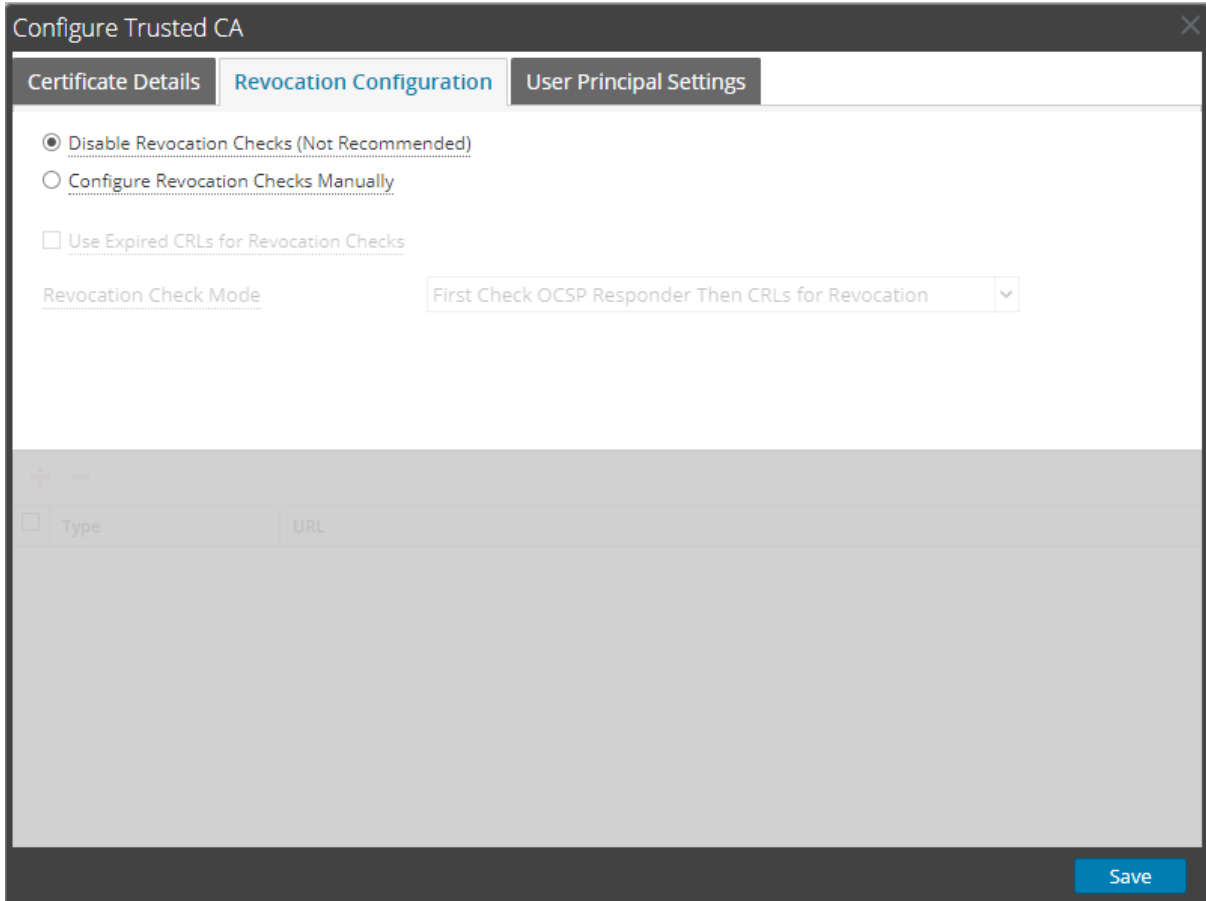 Configure Trusted CA
Certificate Details Revocation Configuration User Principal Settings
Disable Revocation Checks (Not Recommended)
Configure Revocation Checks Manually
Use Expired CRLs for Revocation Checks
Revocation Check Mode First Check OCSP Responder Then CRLs for Revocation
Type URL
Save